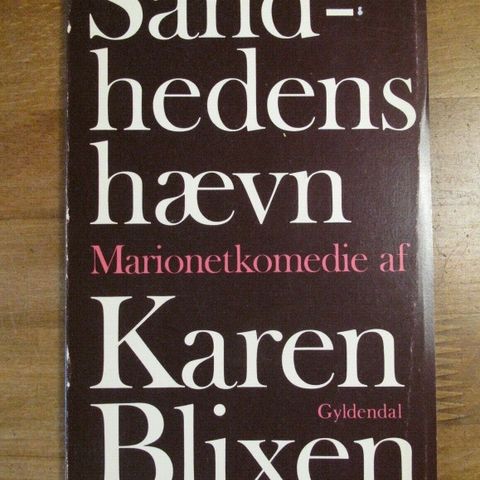 Sand-
hedens
hævn
Marionetkomedie af
Karen
Gyldendal
Blixen